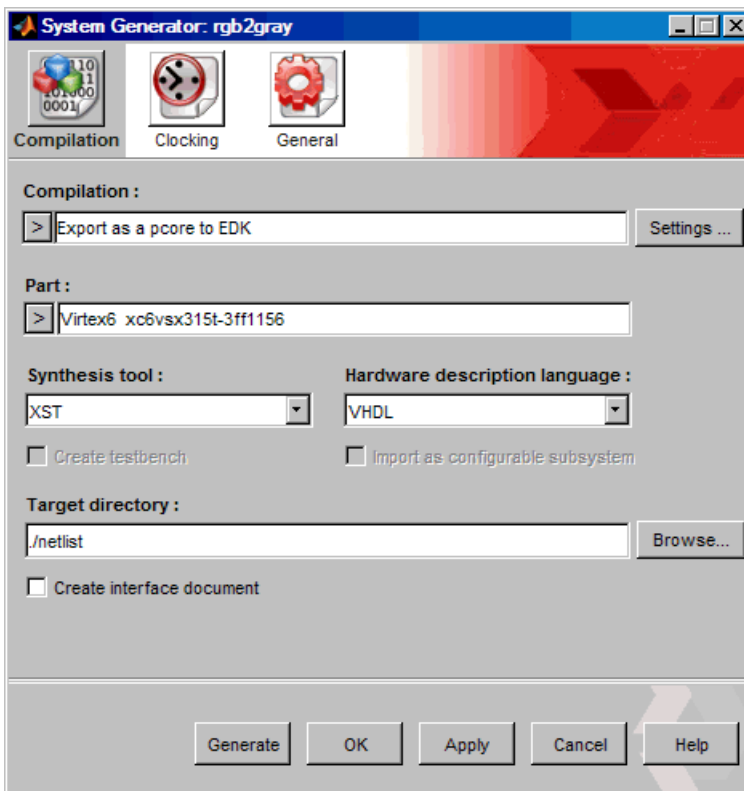 System Generator: rgb2gray
Compilation
Clocking
General
Compilation :
> Export as a pcore to EDK Settings ...
Part :
> Virtex6 xc6vsx315t-3ff1156
Synthesis tool : Hardware description language :
XST VHDL
Create testbench Import as configurable subsystem
Target directory :
./netlist Browse...
Create interface document
Generate OK Apply Cancel Help